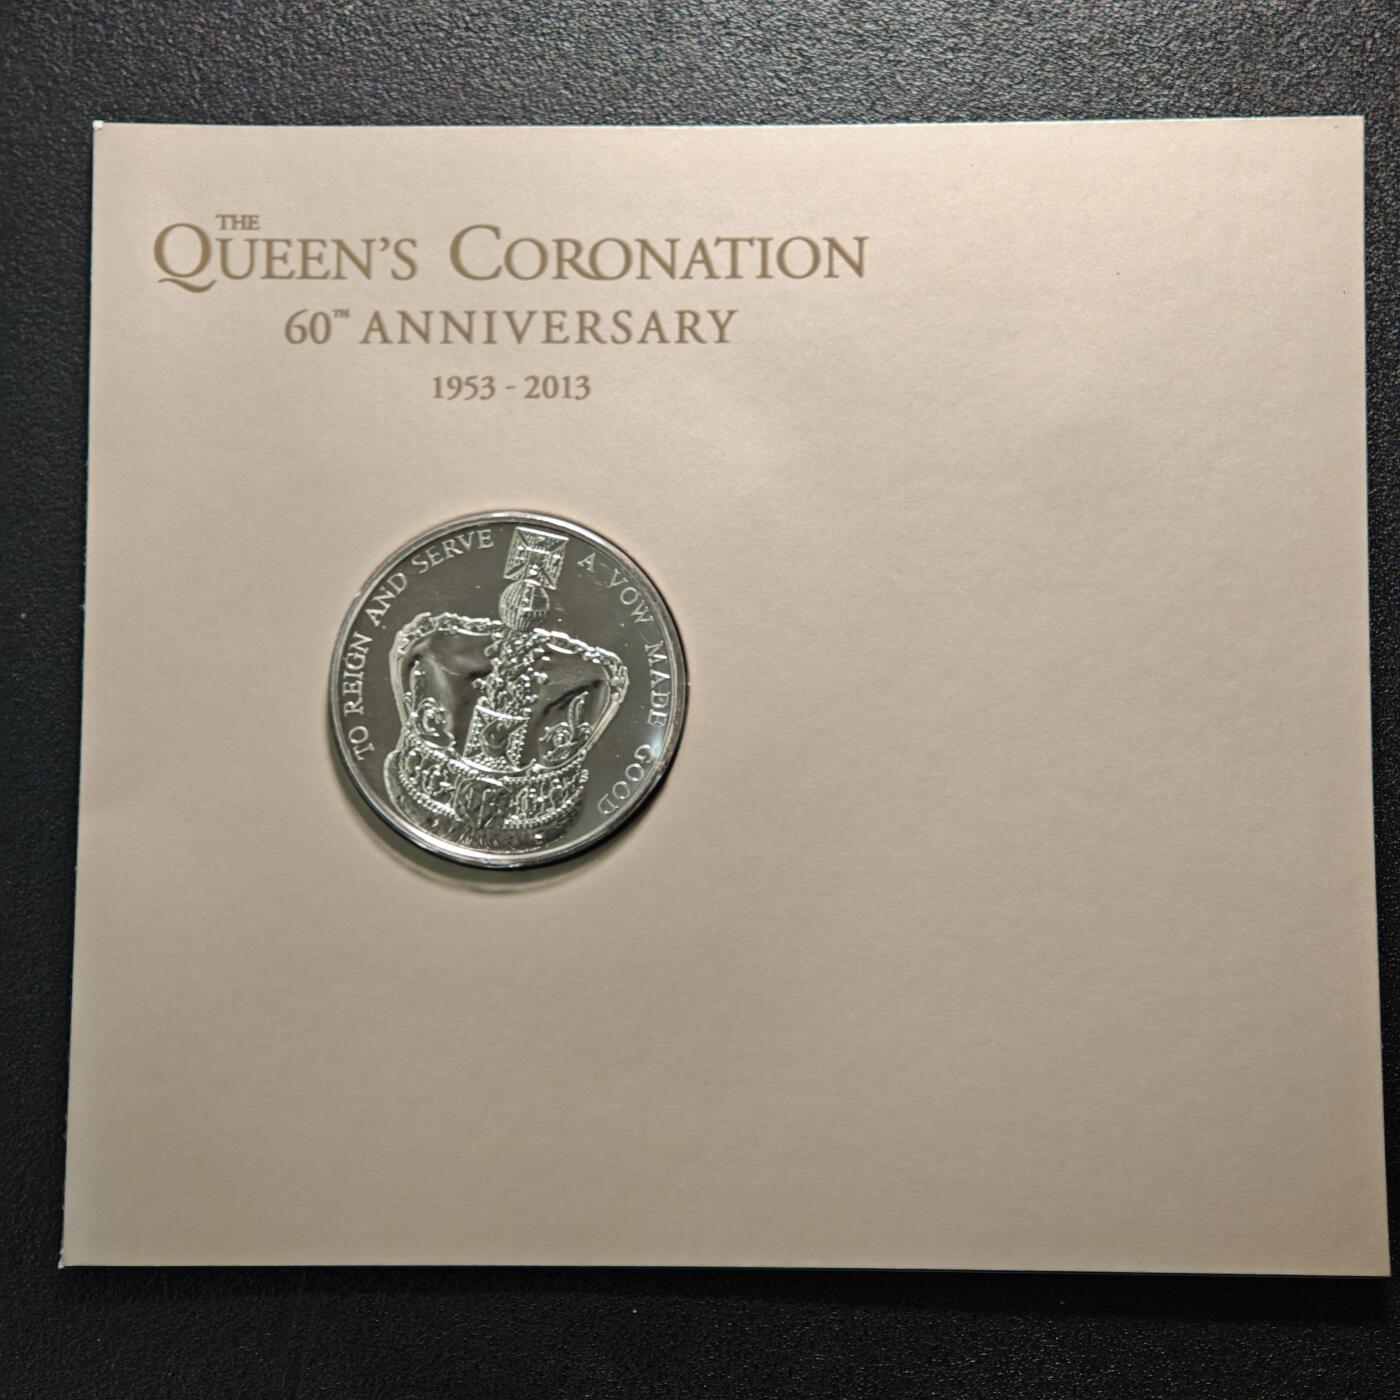 THE
QUEEN'S CORONATION
60TH ANNIVERSARY
1953 - 2013
TO REIGN AND SERVE
A VOW MADE GOOD